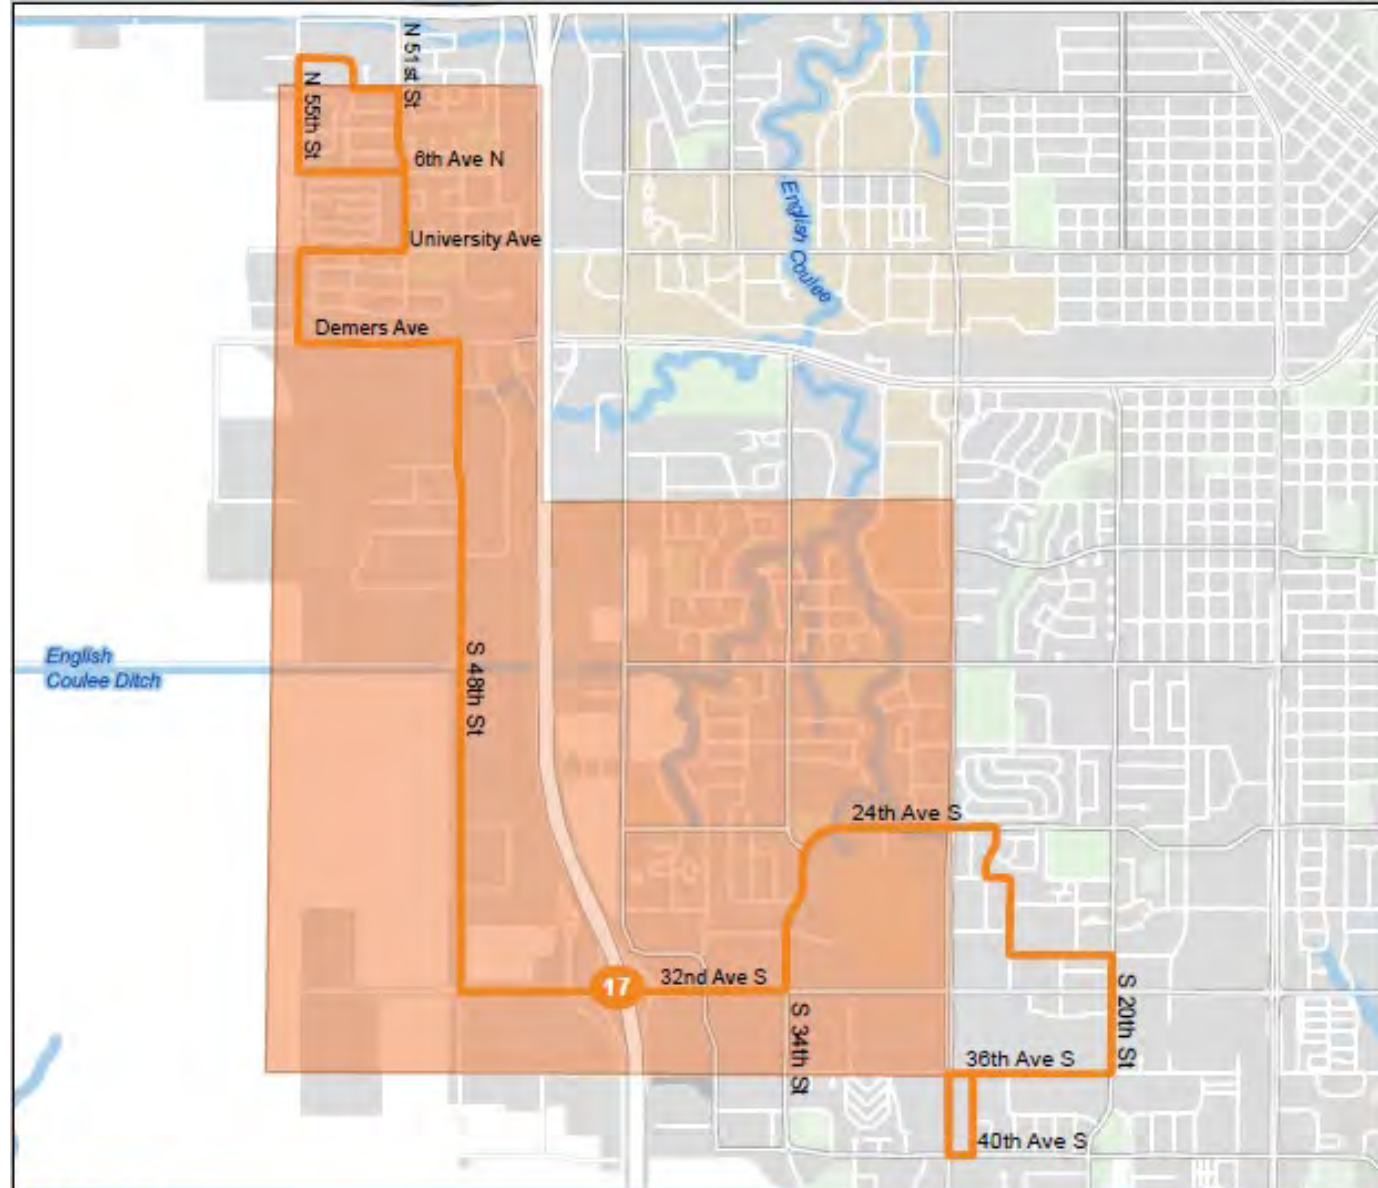 N 51st St
N 55th St
6th Ave N
English Coulee
University Ave
Demers Ave
English
Coulee Ditch
S 48th St
24th Ave S
32nd Ave S
17
S 20th St
S 34th St
36th Ave S
40th Ave S